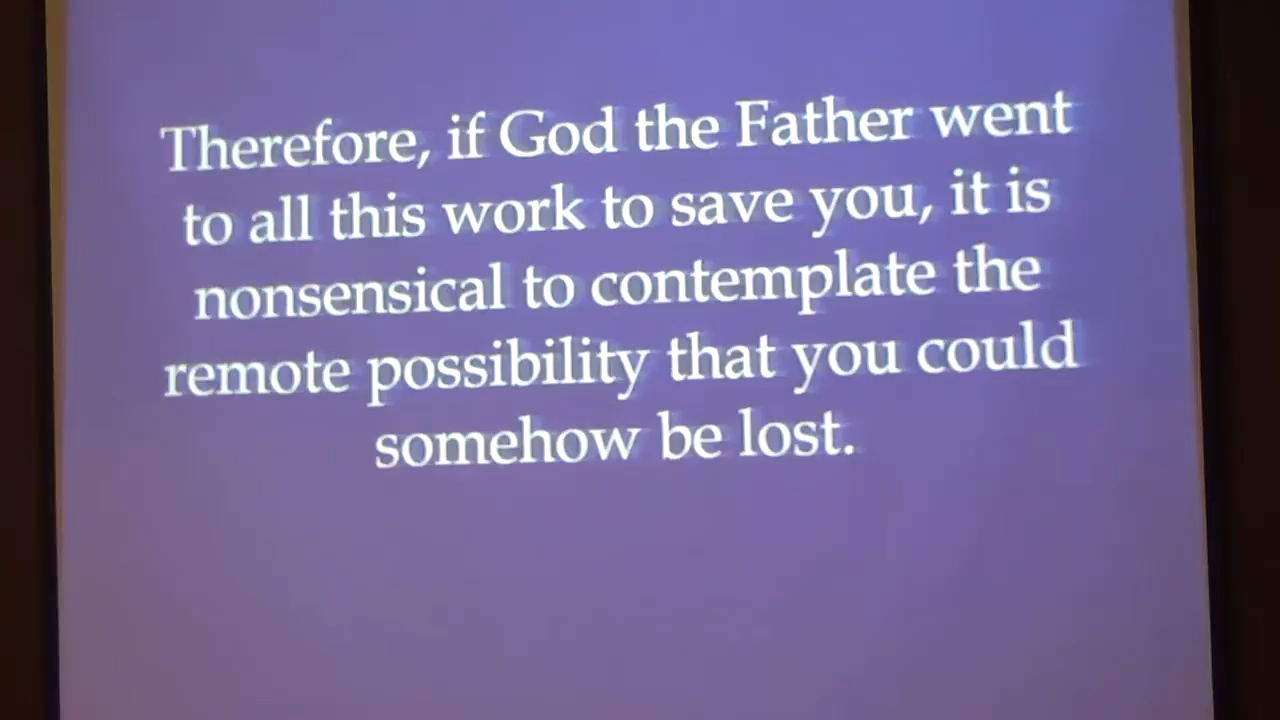 Therefore, if God the Father went
to all this work to save you, it is
nonsensical to contemplate the
remote possibility that you could
somehow be lost.